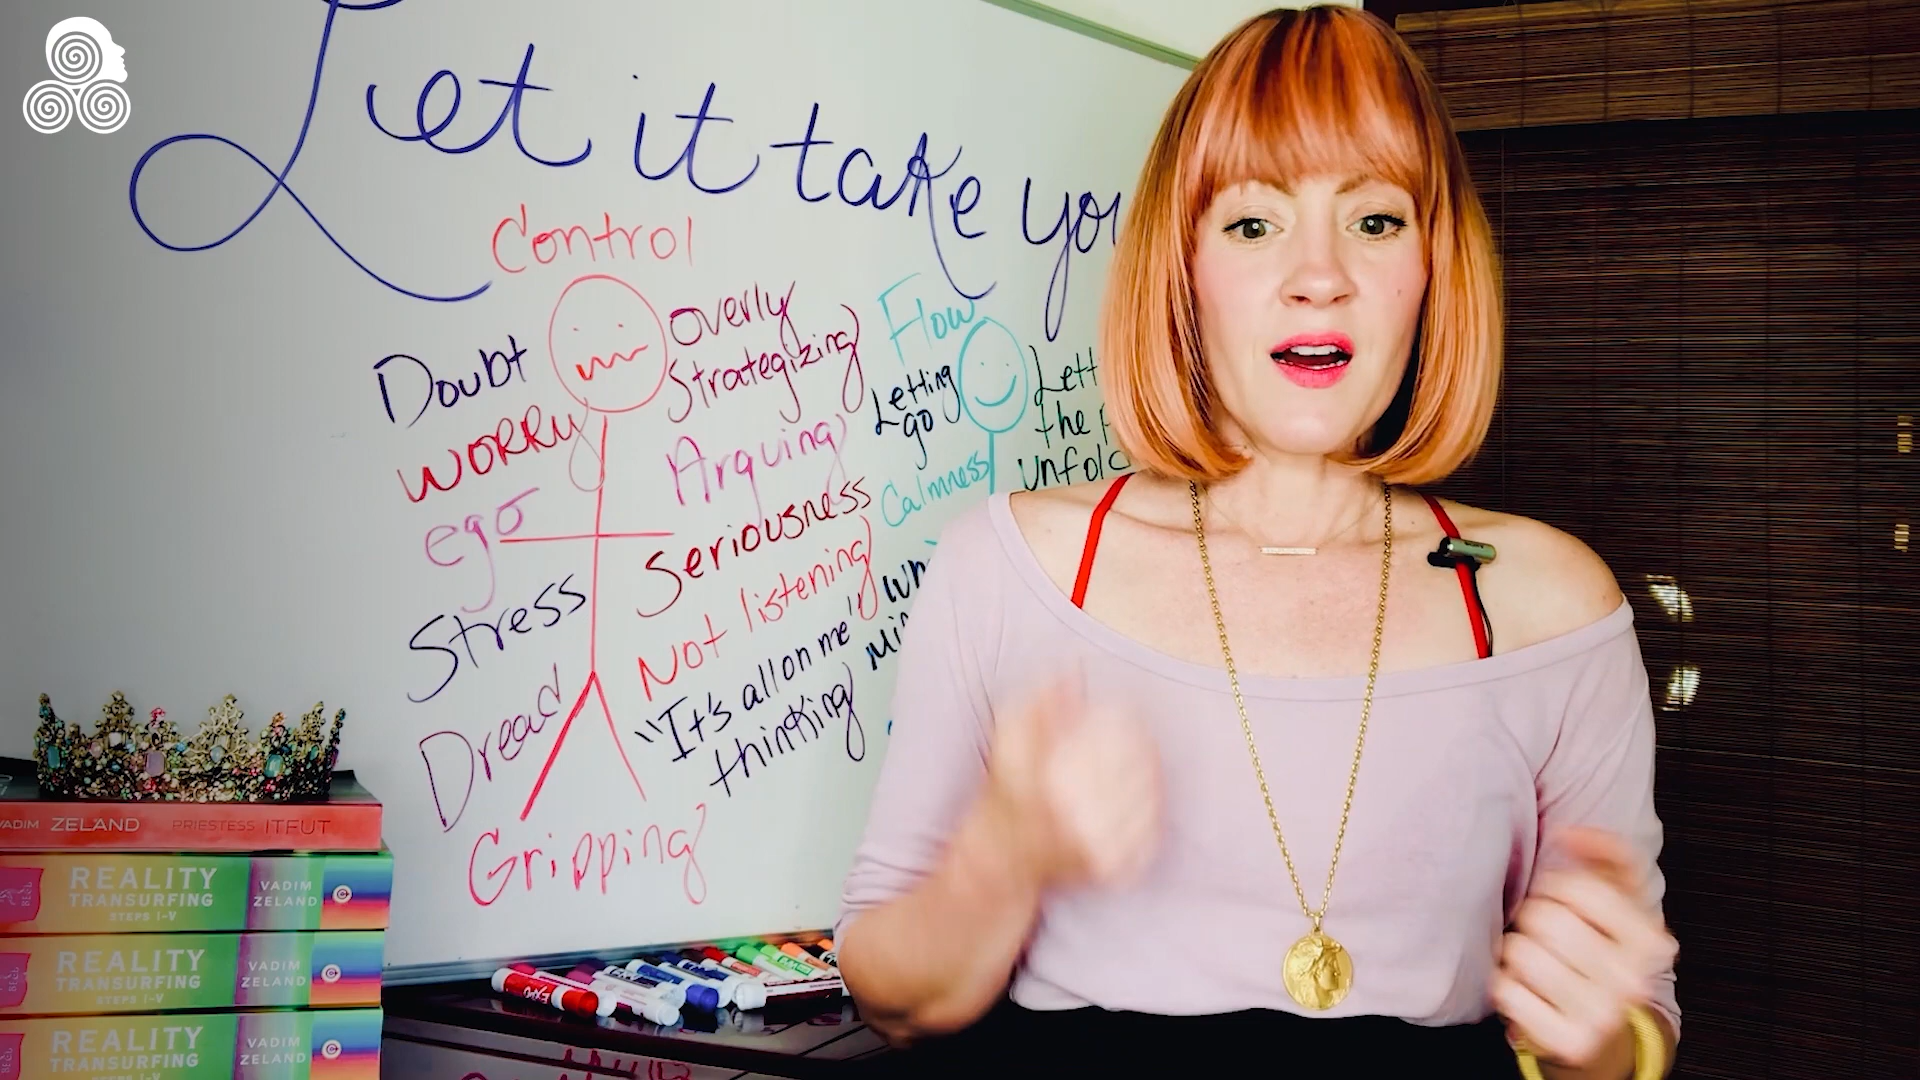 Let it take you
Control
Doubt
Overly
Strategizing
WORRY
Arguing
ego
Seriousness
Stress
Not listening
"It's all on me"
thinking
Dread
Gripping
Flow
Letting
go
Calmness
the
VADIM ZELAND PRIESTESS ITFUT
REALITY
TRANSURFING
STEPS I-V
VADIM
ZELAND
REALITY
TRANSURFING
STEPS I-V
VADIM
ZELAND
REALITY
TRANSURFING
STEPS I-V
VADIM
ZELAND
EXPO